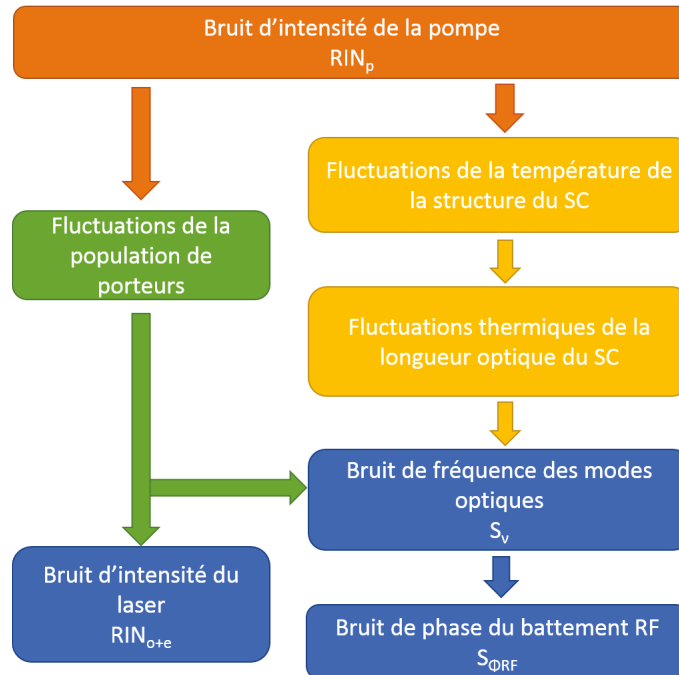 Bruit d'intensité de la pompe
RINₚ
Fluctuations de la température de
la structure du SC
Fluctuations de la
population de
porteurs
Fluctuations thermiques de la
longueur optique du SC
Bruit de fréquence des modes
optiques
Sᵥ
Bruit d'intensité du
laser
RINₒ₊ₑ
Bruit de phase du battement RF
S_ΦRF